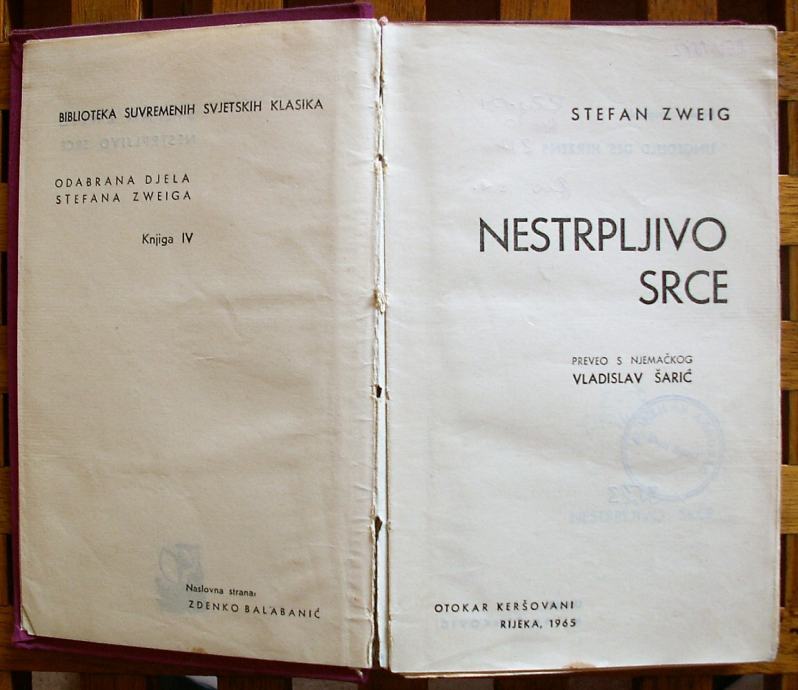 BIBLIOTEKA SUVREMENIH SVJETSKIH KLASIKA
ODABRANA DJELA
STEFANA ZWEIGA
Knjiga IV
Naslovna strana:
ZDENKO BALABANIĆ
STEFAN ZWEIG
NESTRPLJIVO
SRCE
PREVEO S NJEMAČKOG
VLADISLAV ŠARIĆ
OTOKAR KERŠOVANI
RIJEKA, 1965